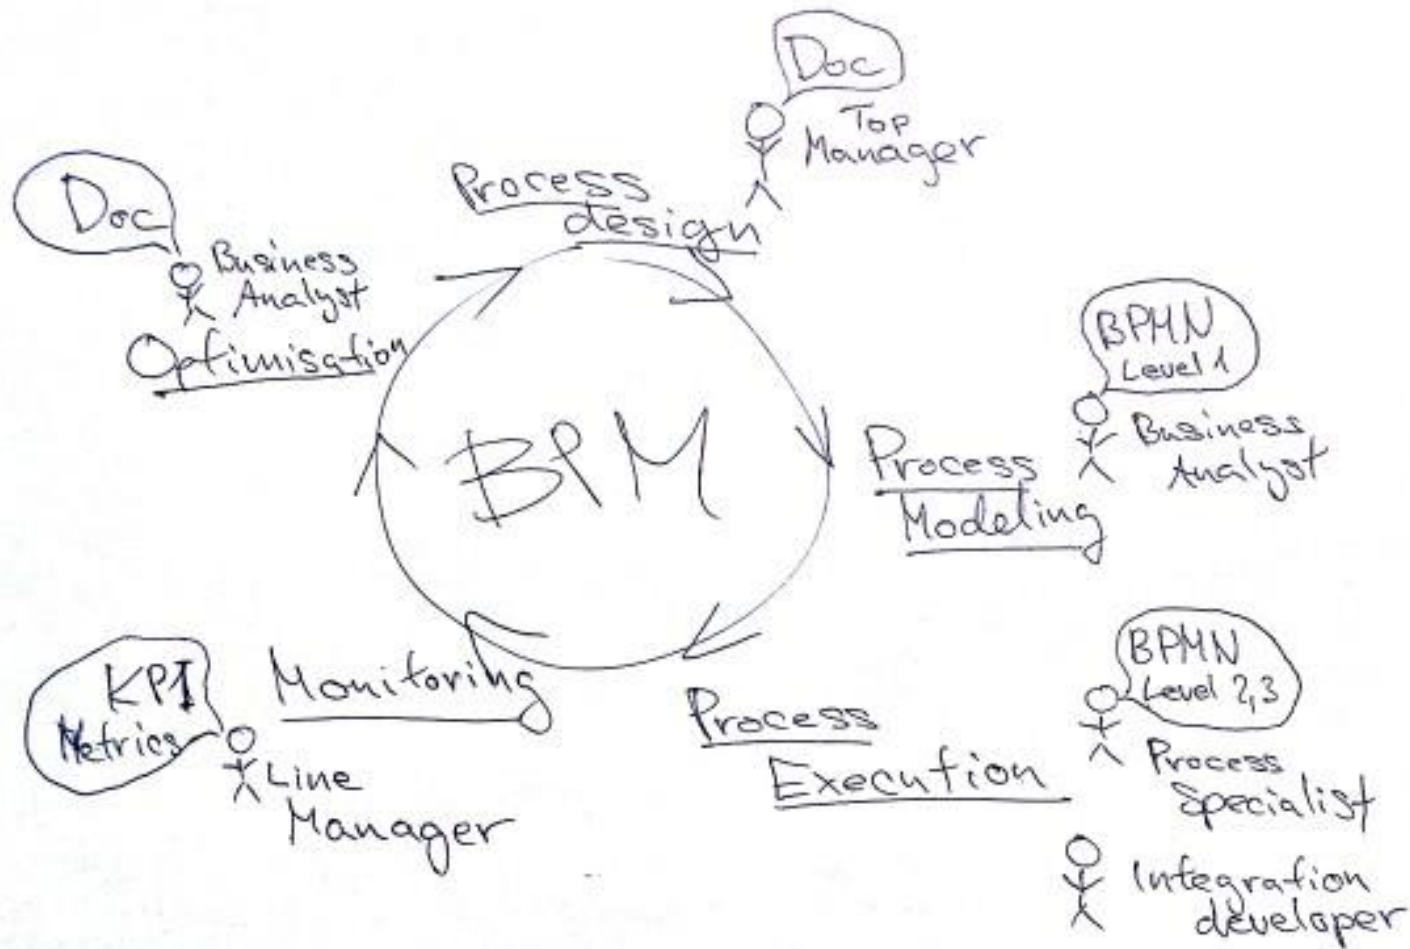 Doc
Top
Manager
Process
design
Doc
Business
Analyst
Optimisation
BPM
BPMN
Level 1
Business
Analyst
Process
Modeling
BPMN
Level 2,3
Process
Specialist
Integration
developer
Process
Execution
Monitoring
KPI
Metrics
Line
Manager